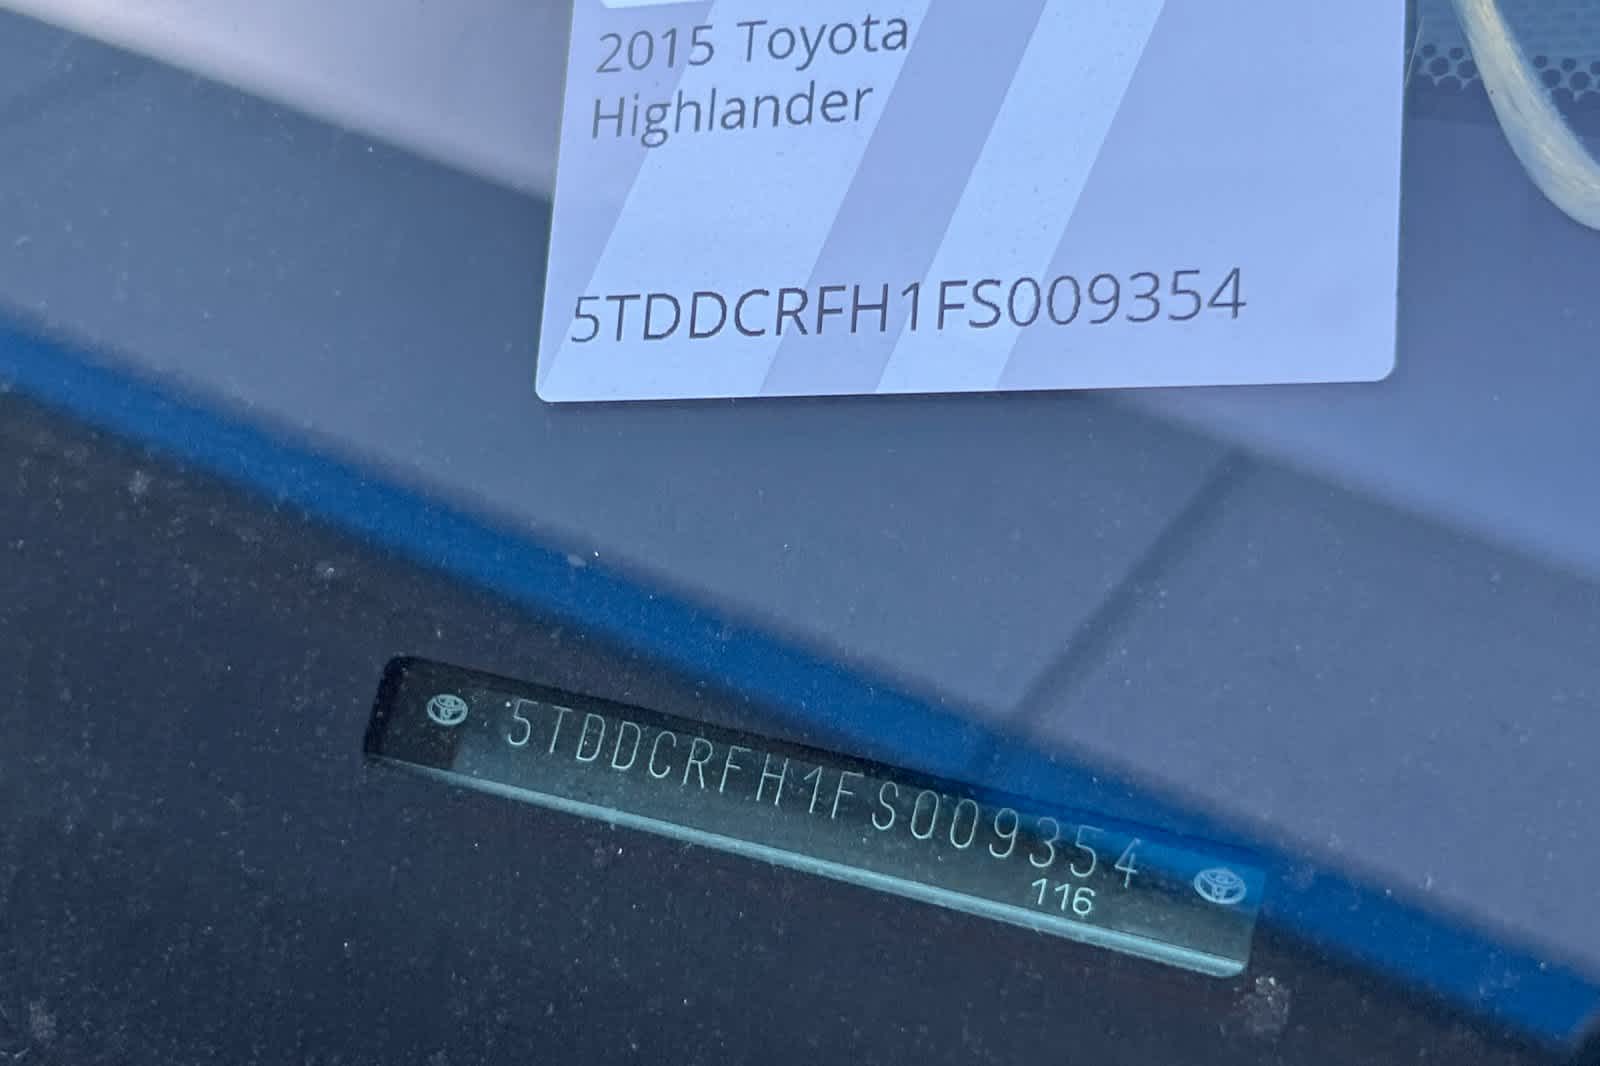 2015 Toyota
Highlander
5TDDCRFH1FS009354
5TDDCRFH1FS009354
116